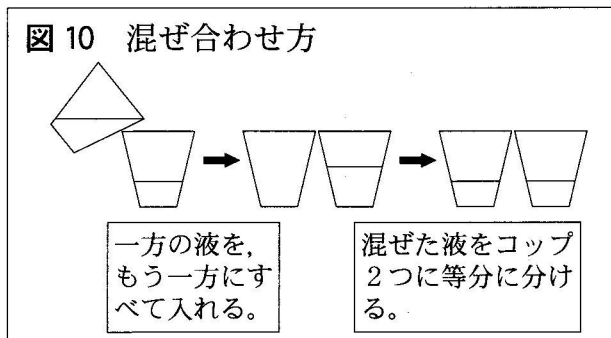 図10 混ぜ合わせ方
一方の液を,
もう一方にす
べて入れる。
混ぜた液をコップ
２つに等分に分け
る。